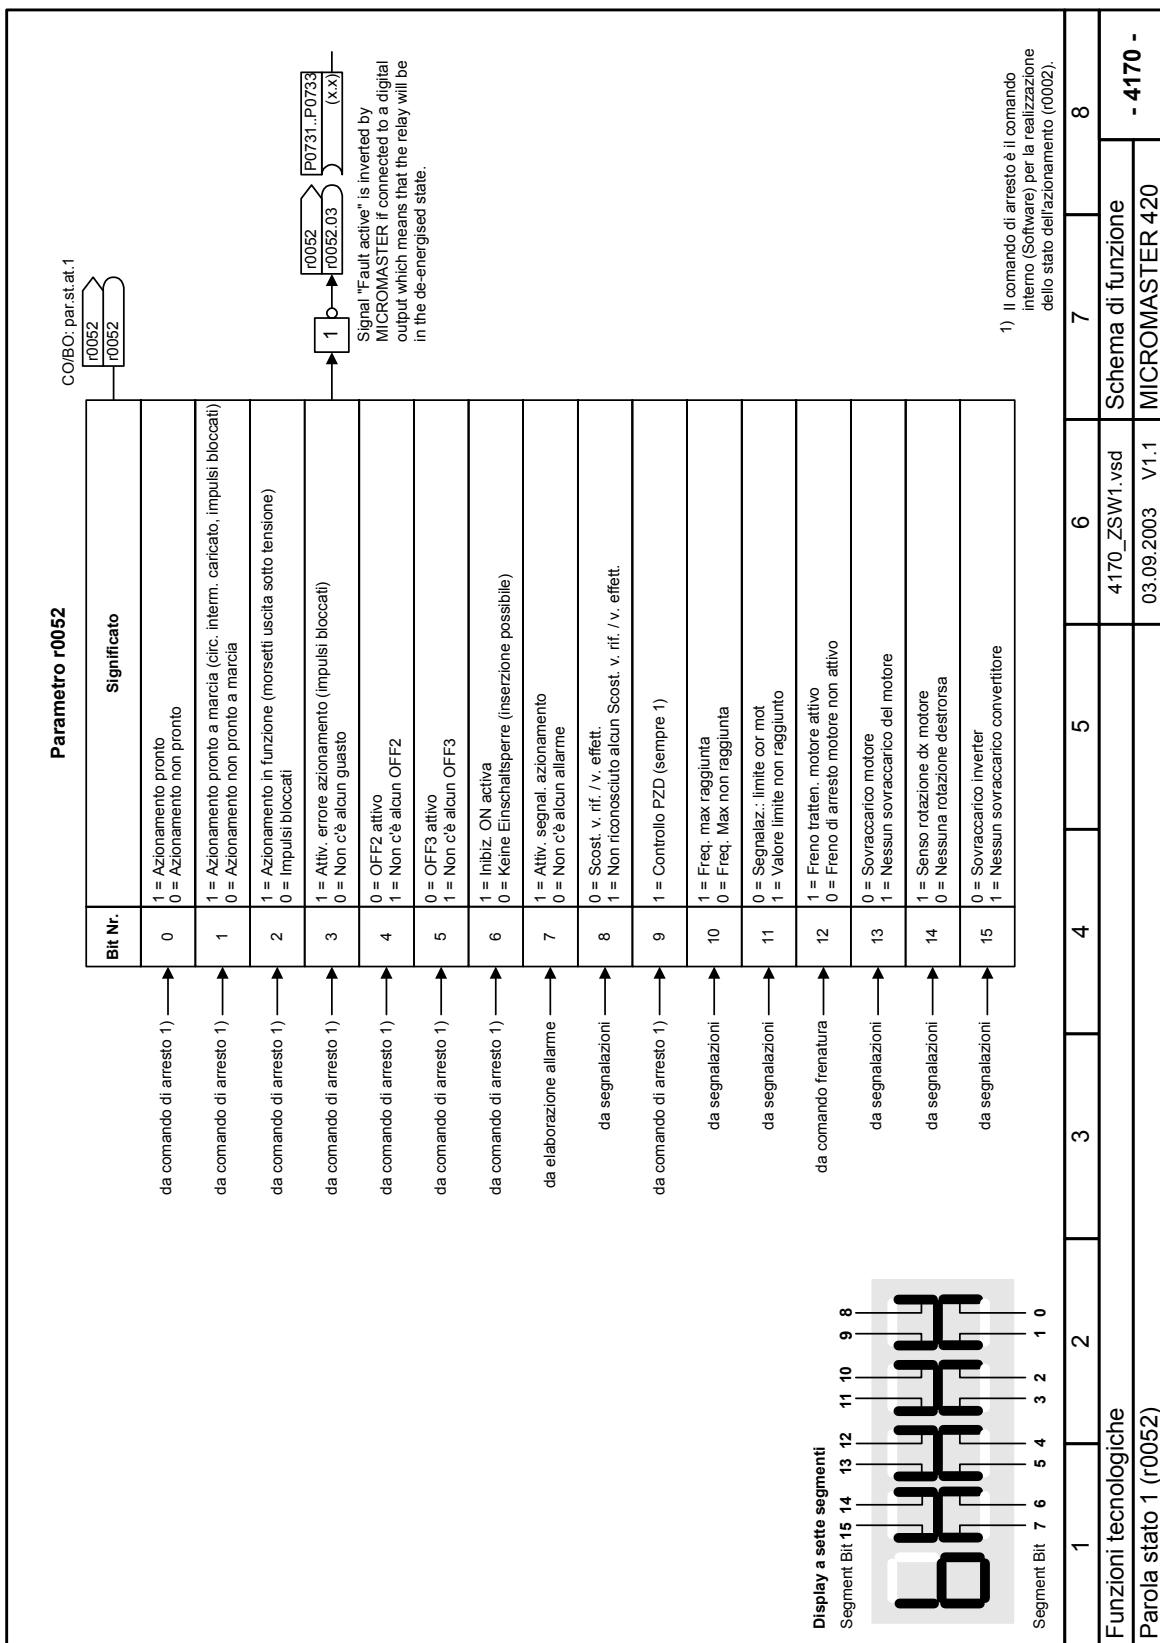 Parametro r0052
CO/BO: par.st.at.1
r0052
r0052
Bit Nr.
Significato
da comando di arresto 1)
0
1 = Azionamento pronto
0 = Azionamento non pronto
da comando di arresto 1)
1
1 = Azionamento pronto a marcia (circ. interm. caricato, impulsi bloccati)
0 = Azionamento non pronto a marcia
da comando di arresto 1)
2
1 = Azionamento in funzione (morsetti uscita sotto tensione)
0 = Impulsi bloccati
da comando di arresto 1)
3
1 = Attiv. errore azionamento (impulsi bloccati)
0 = Non c'è alcun guasto
1
r0052
r0052.03
P0731..P0733
(x.x)
Signal "Fault active" is inverted by
MICROMASTER if connected to a digital
output which means that the relay will be
in the de-energised state.
da comando di arresto 1)
4
0 = OFF2 attivo
1 = Non c'è alcun OFF2
da comando di arresto 1)
5
0 = OFF3 attivo
1 = Non c'è alcun OFF3
da comando di arresto 1)
6
1 = Inibiz. ON activa
0 = Keine Einschaltsperre (inserzione possibile)
da elaborazione allarme
7
1 = Attiv. segnal. azionamento
0 = Non c'è alcun allarme
da segnalazioni
8
0 = Scost. v. rif. / v. effett.
1 = Non riconosciuto alcun Scost. v. rif. / v. effett.
da comando di arresto 1)
9
1 = Controllo PZD (sempre 1)
da segnalazioni
10
1 = Freq. max raggiunta
0 = Freq. Max non raggiunta
da segnalazioni
11
0 = Segnalaz.: limite cor mot
1 = Valore limite non raggiunto
da comando frenatura
12
1 = Freno tratten. motore attivo
0 = Freno di arresto motore non attivo
da segnalazioni
13
0 = Sovraccarico motore
1 = Nessun sovraccarico del motore
da segnalazioni
14
1 = Senso rotazione dx motore
0 = Nessuna rotazione destrorsa
da segnalazioni
15
0 = Sovraccarico inverter
1 = Nessun sovraccarico convertitore
Display a sette segmenti
Segment Bit 15 14 13 12 11 10 9 8
Segment Bit 7 6 5 4 3 2 1 0
1) Il comando di arresto è il comando
interno (Software) per la realizzazione
dello stato dell'azionamento (r0002).
1 2 3 4 5 6 7 8
Funzioni tecnologiche
4170_ZSW1.vsd
Schema di funzione
- 4170 -
Parola stato 1 (r0052)
03.09.2003 V1.1
MICROMASTER 420